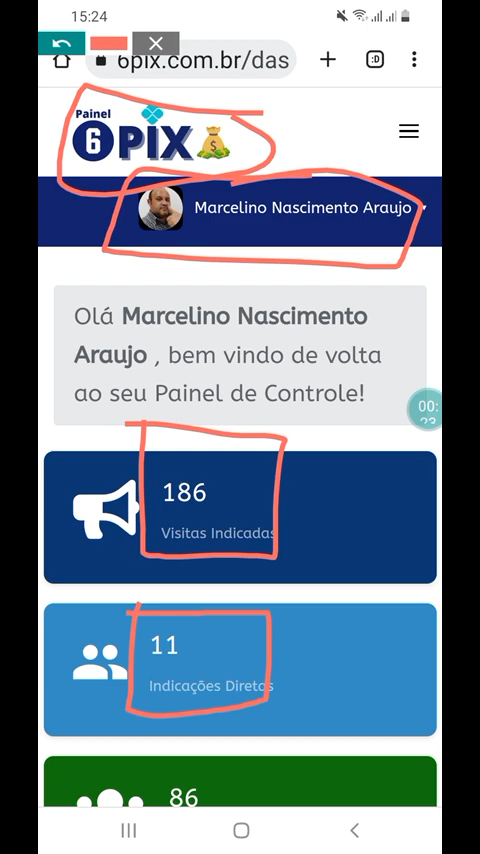 15:24
6pix.com.br/das
:D
Painel
6PIX
$
Marcelino Nascimento Araujo
Olá Marcelino Nascimento
Araujo , bem vindo de volta
ao seu Painel de Controle!
00:
23
186
Visitas Indicadas
11
Indicações Diretas
86